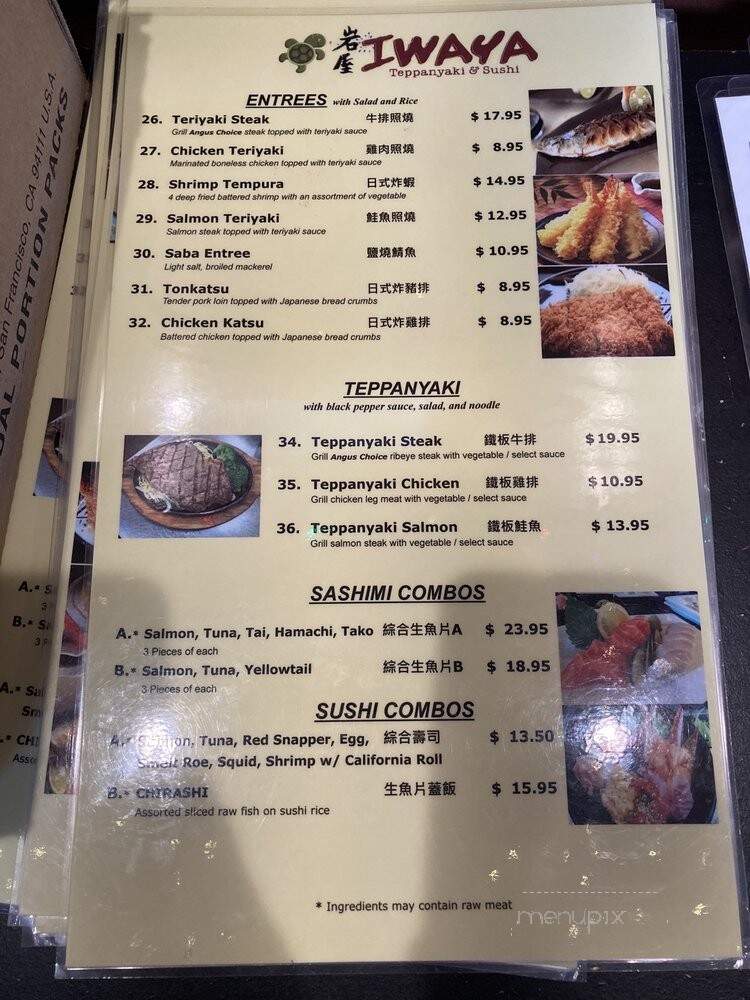 岩屋 IWAYA
Teppanyaki & Sushi
San Francisco, CA 94111 U.S.A.
PORTION PACKS
ENTREES with Salad and Rice
26. Teriyaki Steak 牛排照燒 $ 17.95
Grill Angus Choice steak topped with teriyaki sauce
27. Chicken Teriyaki 雞肉照燒 $ 8.95
Marinated boneless chicken topped with teriyaki sauce
28. Shrimp Tempura 日式炸蝦 $ 14.95
4 deep fried battered shrimp with an assortment of vegetable
29. Salmon Teriyaki 鮭魚照燒 $ 12.95
Salmon steak topped with teriyaki sauce
30. Saba Entree 鹽燒鯖魚 $ 10.95
Light salt, broiled mackerel
31. Tonkatsu 日式炸豬排 $ 8.95
Tender pork loin topped with Japanese bread crumbs
32. Chicken Katsu 日式炸雞排 $ 8.95
Battered chicken topped with Japanese bread crumbs
TEPPANYAKI
with black pepper sauce, salad, and noodle
34. Teppanyaki Steak 鐵板牛排 $ 19.95
Grill Angus Choice ribeye steak with vegetable / select sauce
35. Teppanyaki Chicken 鐵板雞排 $ 10.95
Grill chicken leg meat with vegetable / select sauce
36. Teppanyaki Salmon 鐵板鮭魚 $ 13.95
Grill salmon steak with vegetable / select sauce
SASHIMI COMBOS
A.* Salmon, Tuna, Tai, Hamachi, Tako 綜合生魚片A $ 23.95
3 Pieces of each
B.* Salmon, Tuna, Yellowtail 綜合生魚片B $ 18.95
3 Pieces of each
SUSHI COMBOS
A.* Salmon, Tuna, Red Snapper, Egg, 綜合壽司 $ 13.50
Smelt Roe, Squid, Shrimp w/ California Roll
B.* CHIRASHI 生魚片蓋飯 $ 15.95
Assorted sliced raw fish on sushi rice
* Ingredients may contain raw meat
menupix